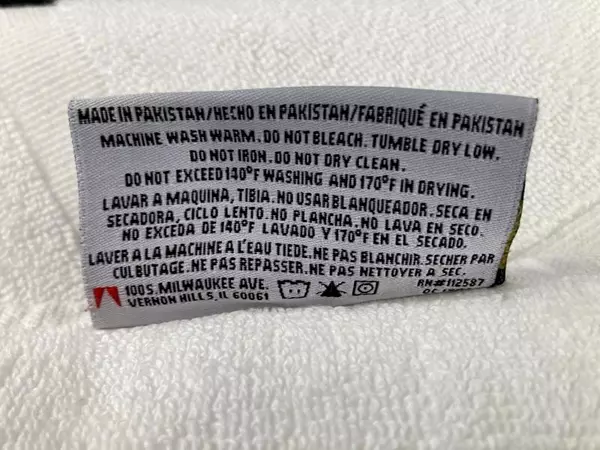 MADE IN PAKISTAN/HECHO EN PAKISTAN/FABRIQUÉ EN PAKISTAN
MACHINE WASH WARM. DO NOT BLEACH. TUMBLE DRY LOW.
DO NOT IRON. DO NOT DRY CLEAN.
DO NOT EXCEED 140°F WASHING AND 170°F IN DRYING.
LAVAR A MAQUINA, TIBIA. NO USAR BLANQUEADOR. SECA EN
SECADORA, CICLO LENTO. NO PLANCHA. NO LAVA EN SECO.
NO EXCEDA DE 140°F LAVADO Y 170°F EN EL SECADO.
LAVER A LA MACHINE A L'EAU TIEDE. NE PAS BLANCHIR. SECHER PAR
CULBUTAGE. NE PAS REPASSER. NE PAS NETTOYER A SEC.
100 S. MILWAUKEE AVE.
VERNON HILLS, IL 60061
RN#112587